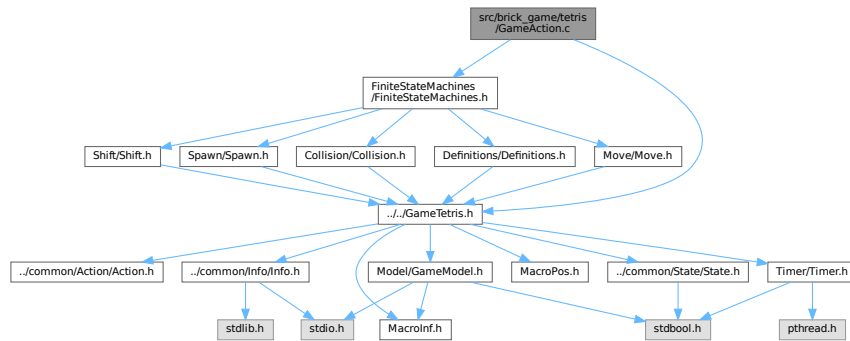 src/brick_game/tetris
/GameAction.c
FiniteStateMachines
/FiniteStateMachines.h
Shift/Shift.h
Spawn/Spawn.h
Collision/Collision.h
Definitions/Definitions.h
Move/Move.h
../../GameTetris.h
../common/Action/Action.h
../common/Info/Info.h
Model/GameModel.h
MacroPos.h
../common/State/State.h
Timer/Timer.h
stdlib.h
stdio.h
MacroInf.h
stdbool.h
pthread.h